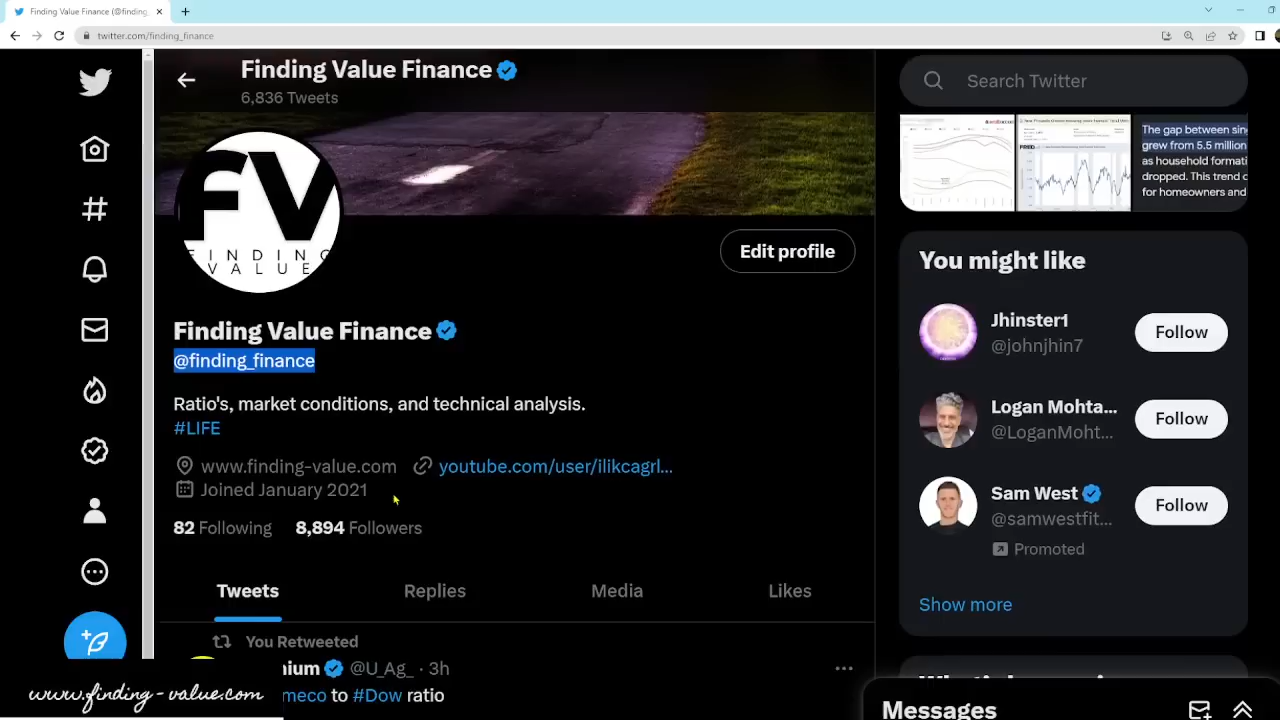 Finding Value Finance (@finding_
twitter.com/finding_finance
Finding Value Finance
6,836 Tweets
Search Twitter
The gap between sin
grew from 5.5 million
as household formati
dropped. This trend c
for homeowners and
FV
FINDING
VALUE
Edit profile
You might like
Finding Value Finance
@finding_finance
Jhinster1
@johnjhin7
Follow
Ratio's, market conditions, and technical analysis.
#LIFE
Logan Mohta...
@LoganMoht...
Follow
www.finding-value.com youtube.com/user/ilikcagrl...
Joined January 2021
82 Following 8,894 Followers
Sam West
@samwestfit...
Follow
Promoted
Tweets Replies Media Likes
Show more
You Retweeted
nium @U_Ag_ · 3h
meco to #Dow ratio
www.finding-value.com
Messages